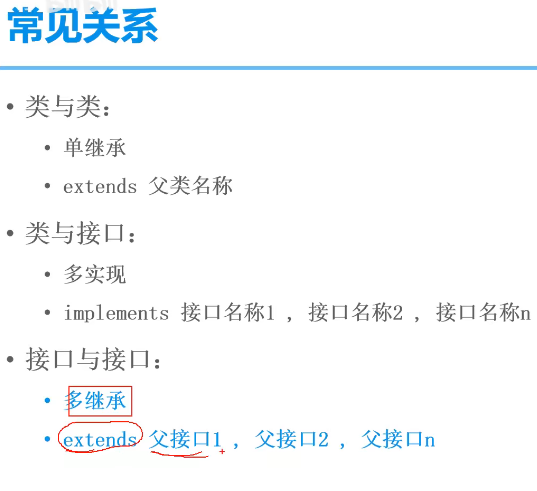 常见关系
• 类与类：
• 单继承
• extends 父类名称
• 类与接口：
• 多实现
• implements 接口名称1 , 接口名称2 , 接口名称n
• 接口与接口：
• 多继承
• extends 父接口1 , 父接口2 , 父接口n